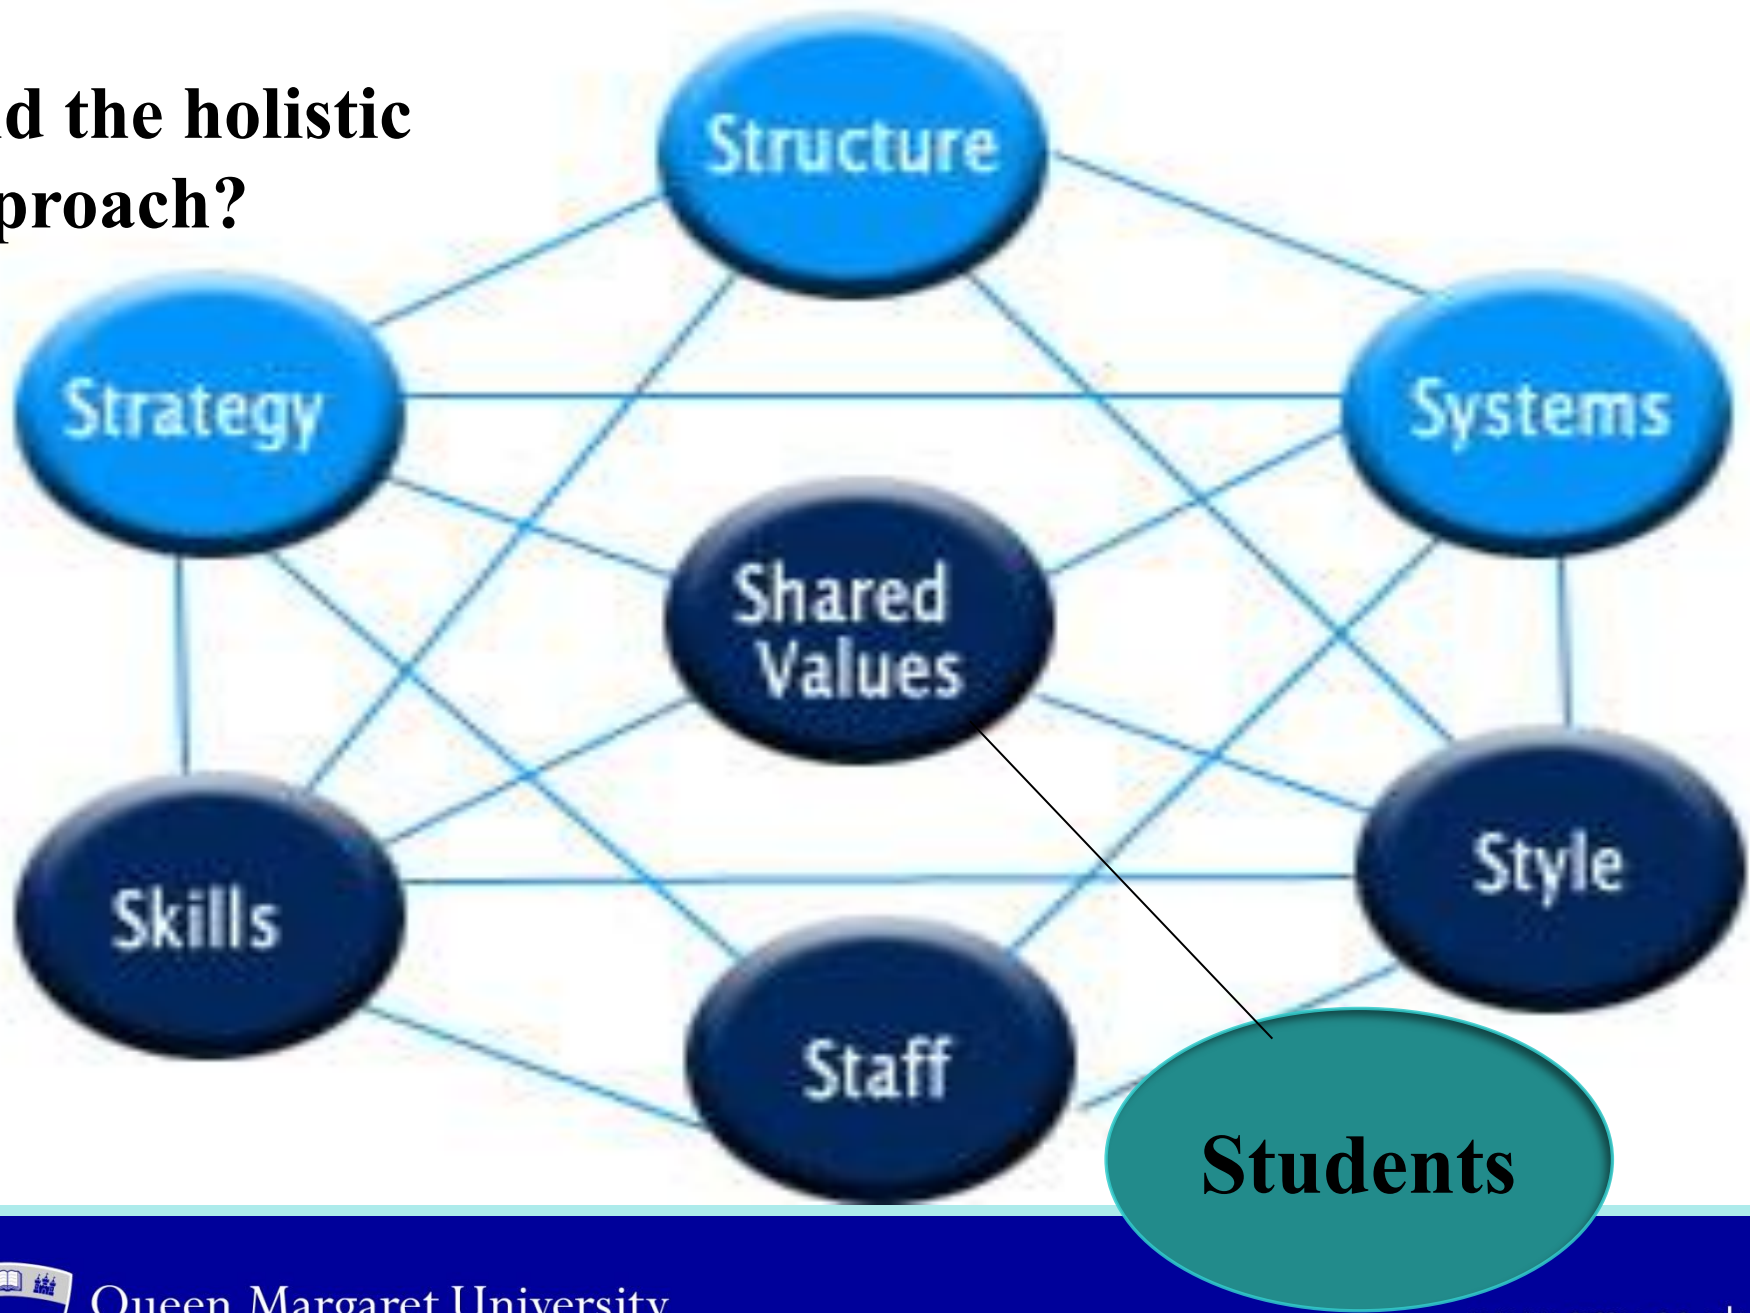 d the holistic
proach?
Structure
Strategy
Systems
Shared
Values
Skills
Style
Staff
Students
Queen Margaret University